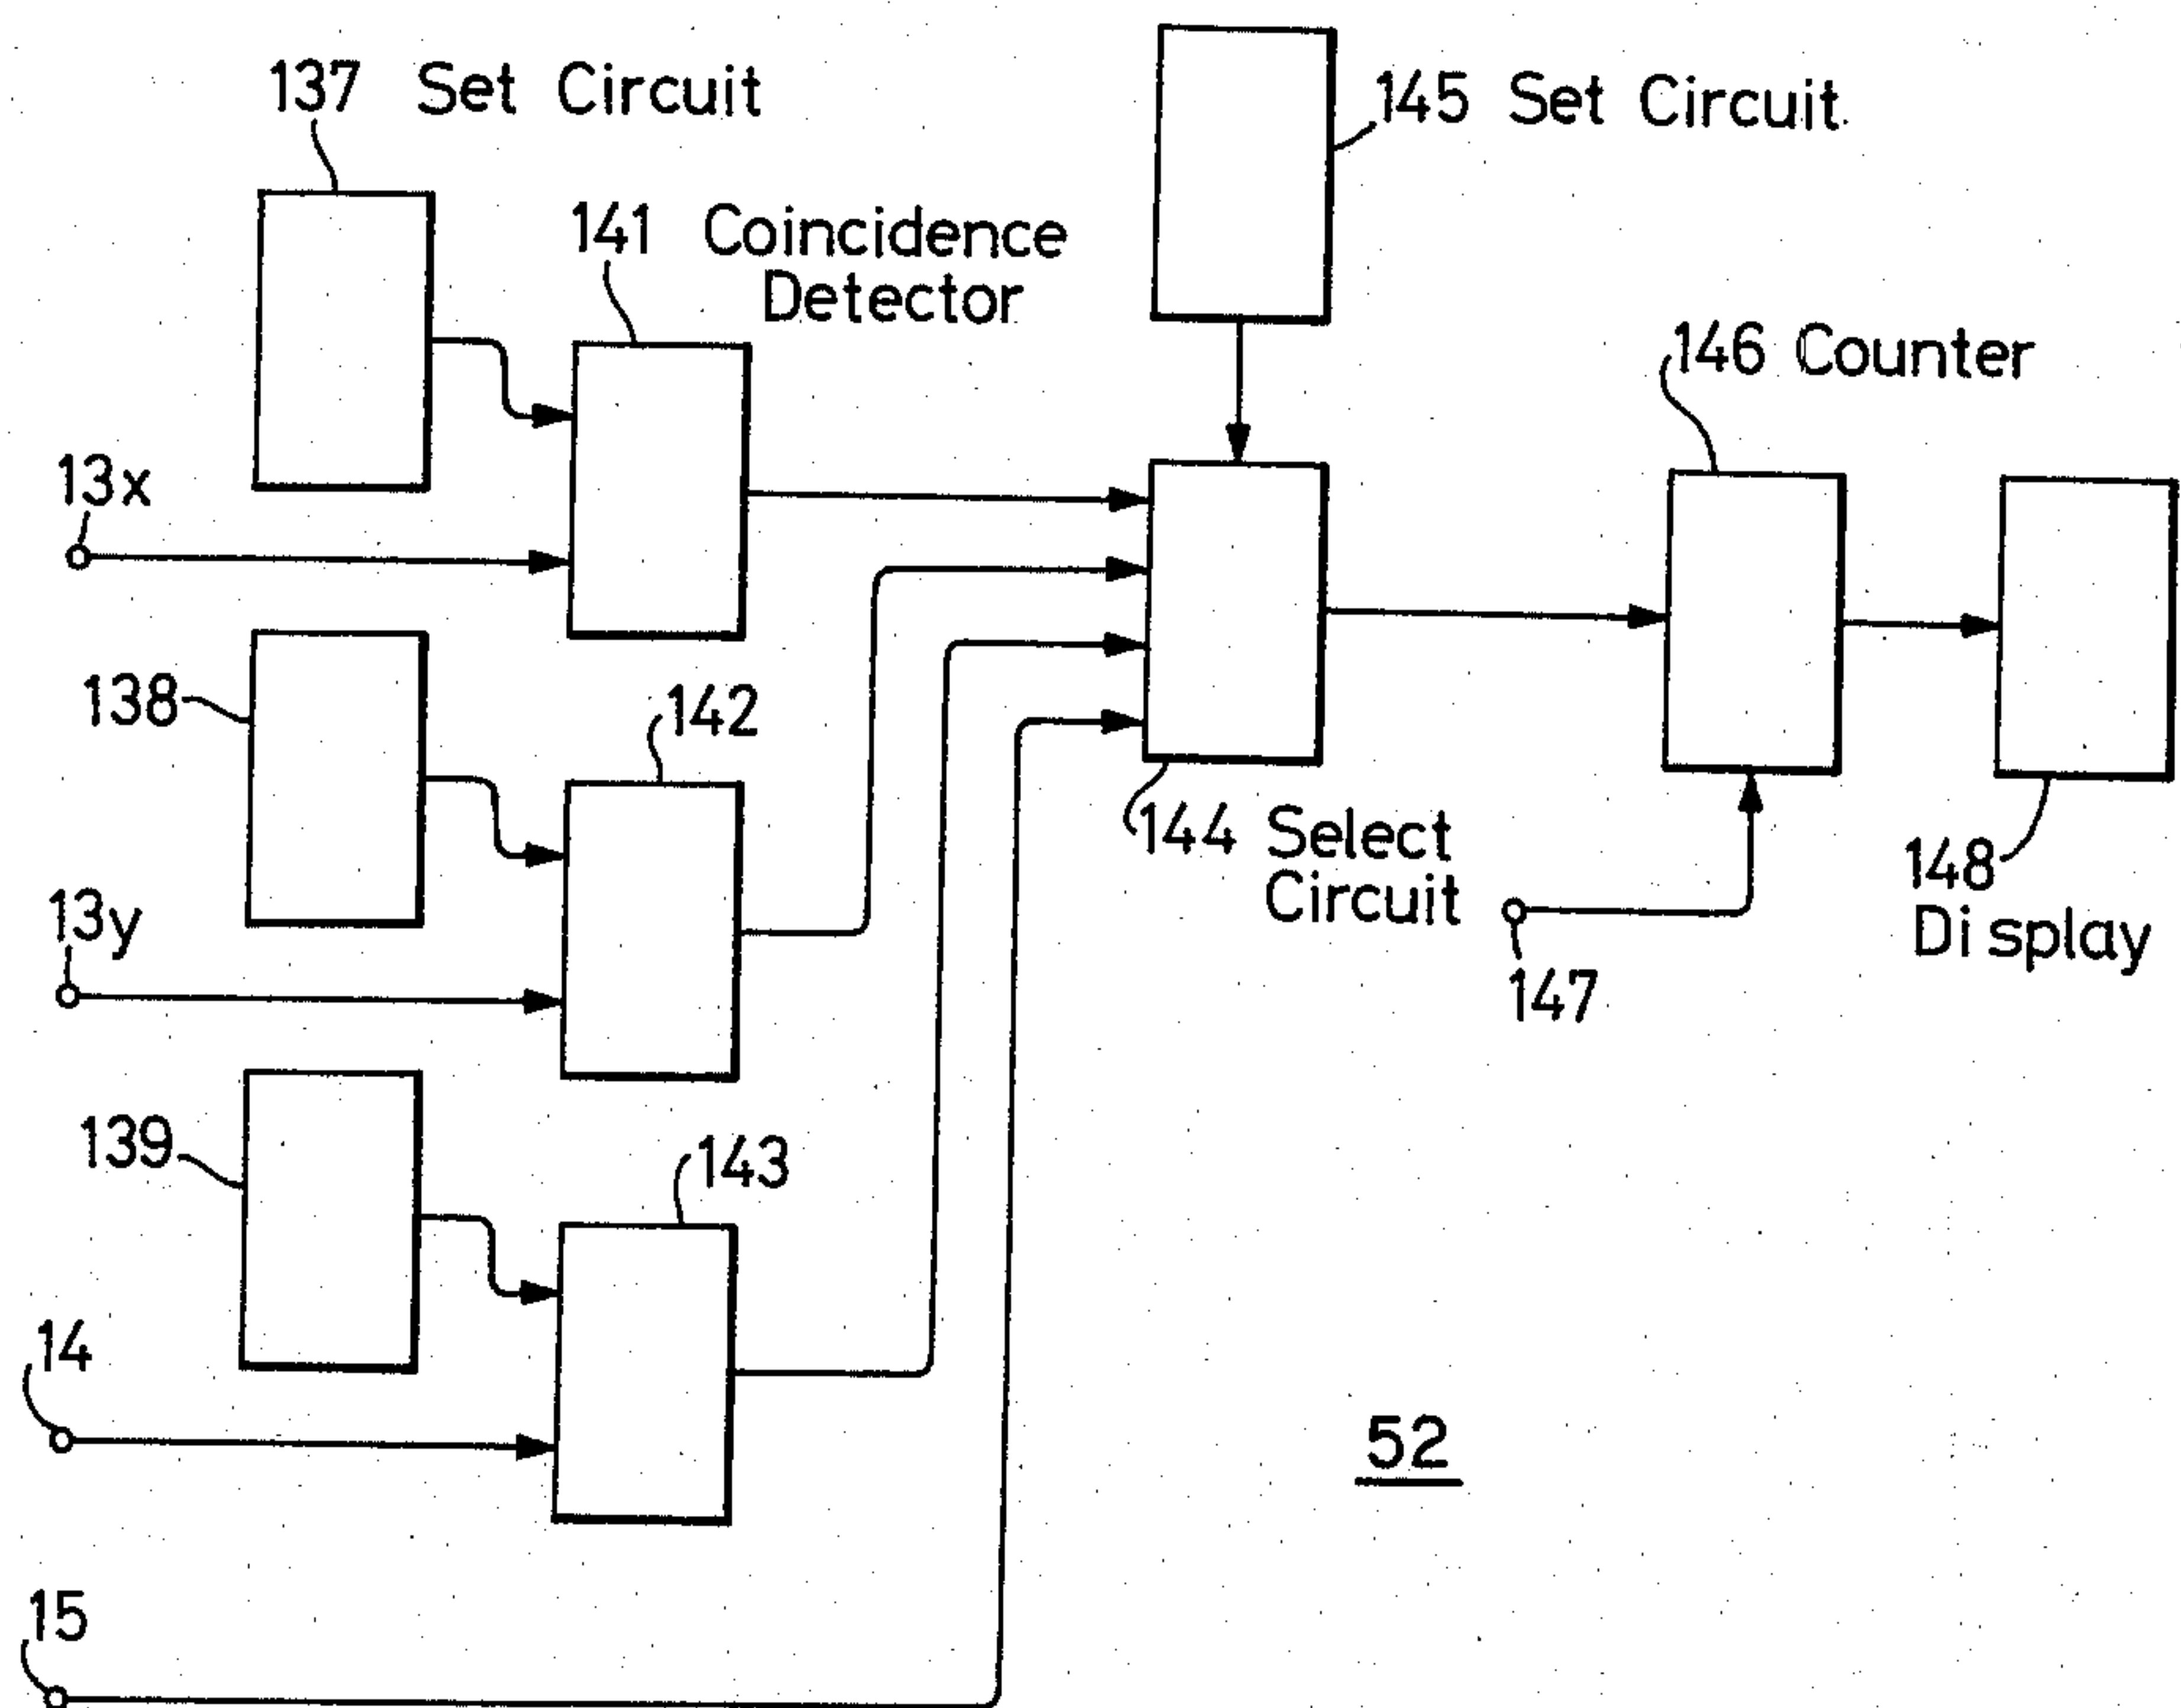 137 Set Circuit
145 Set Circuit
141 Coincidence
Detector
146 Counter
13x
138
142
144 Select
Circuit
148
Display
13y
147
139
143
14
52
15